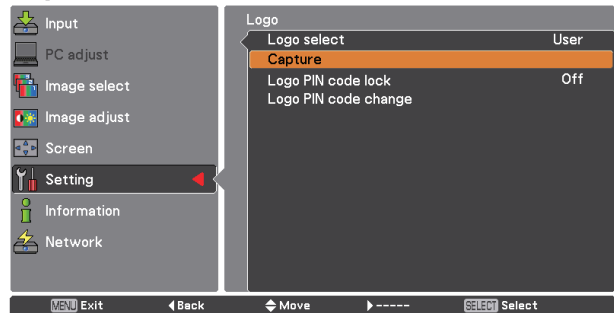 Input
PC adjust
Image select
Image adjust
Screen
Setting
Information
Network
Logo
Logo select User
Capture
Logo PIN code lock Off
Logo PIN code change
MENU Exit Back Move ----- SELECT Select